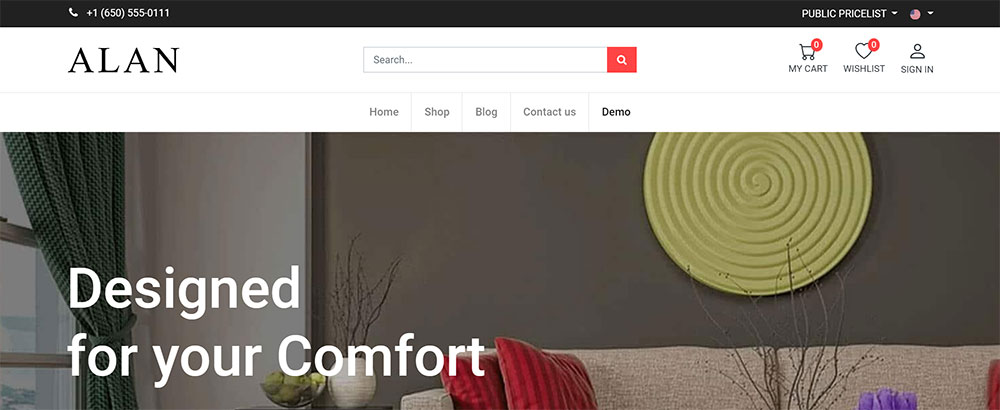 +1 (650) 555-0111
PUBLIC PRICELIST
ALAN
Search...
0
MY CART
0
WISHLIST
SIGN IN
Home
Shop
Blog
Contact us
Demo
Designed
for your Comfort